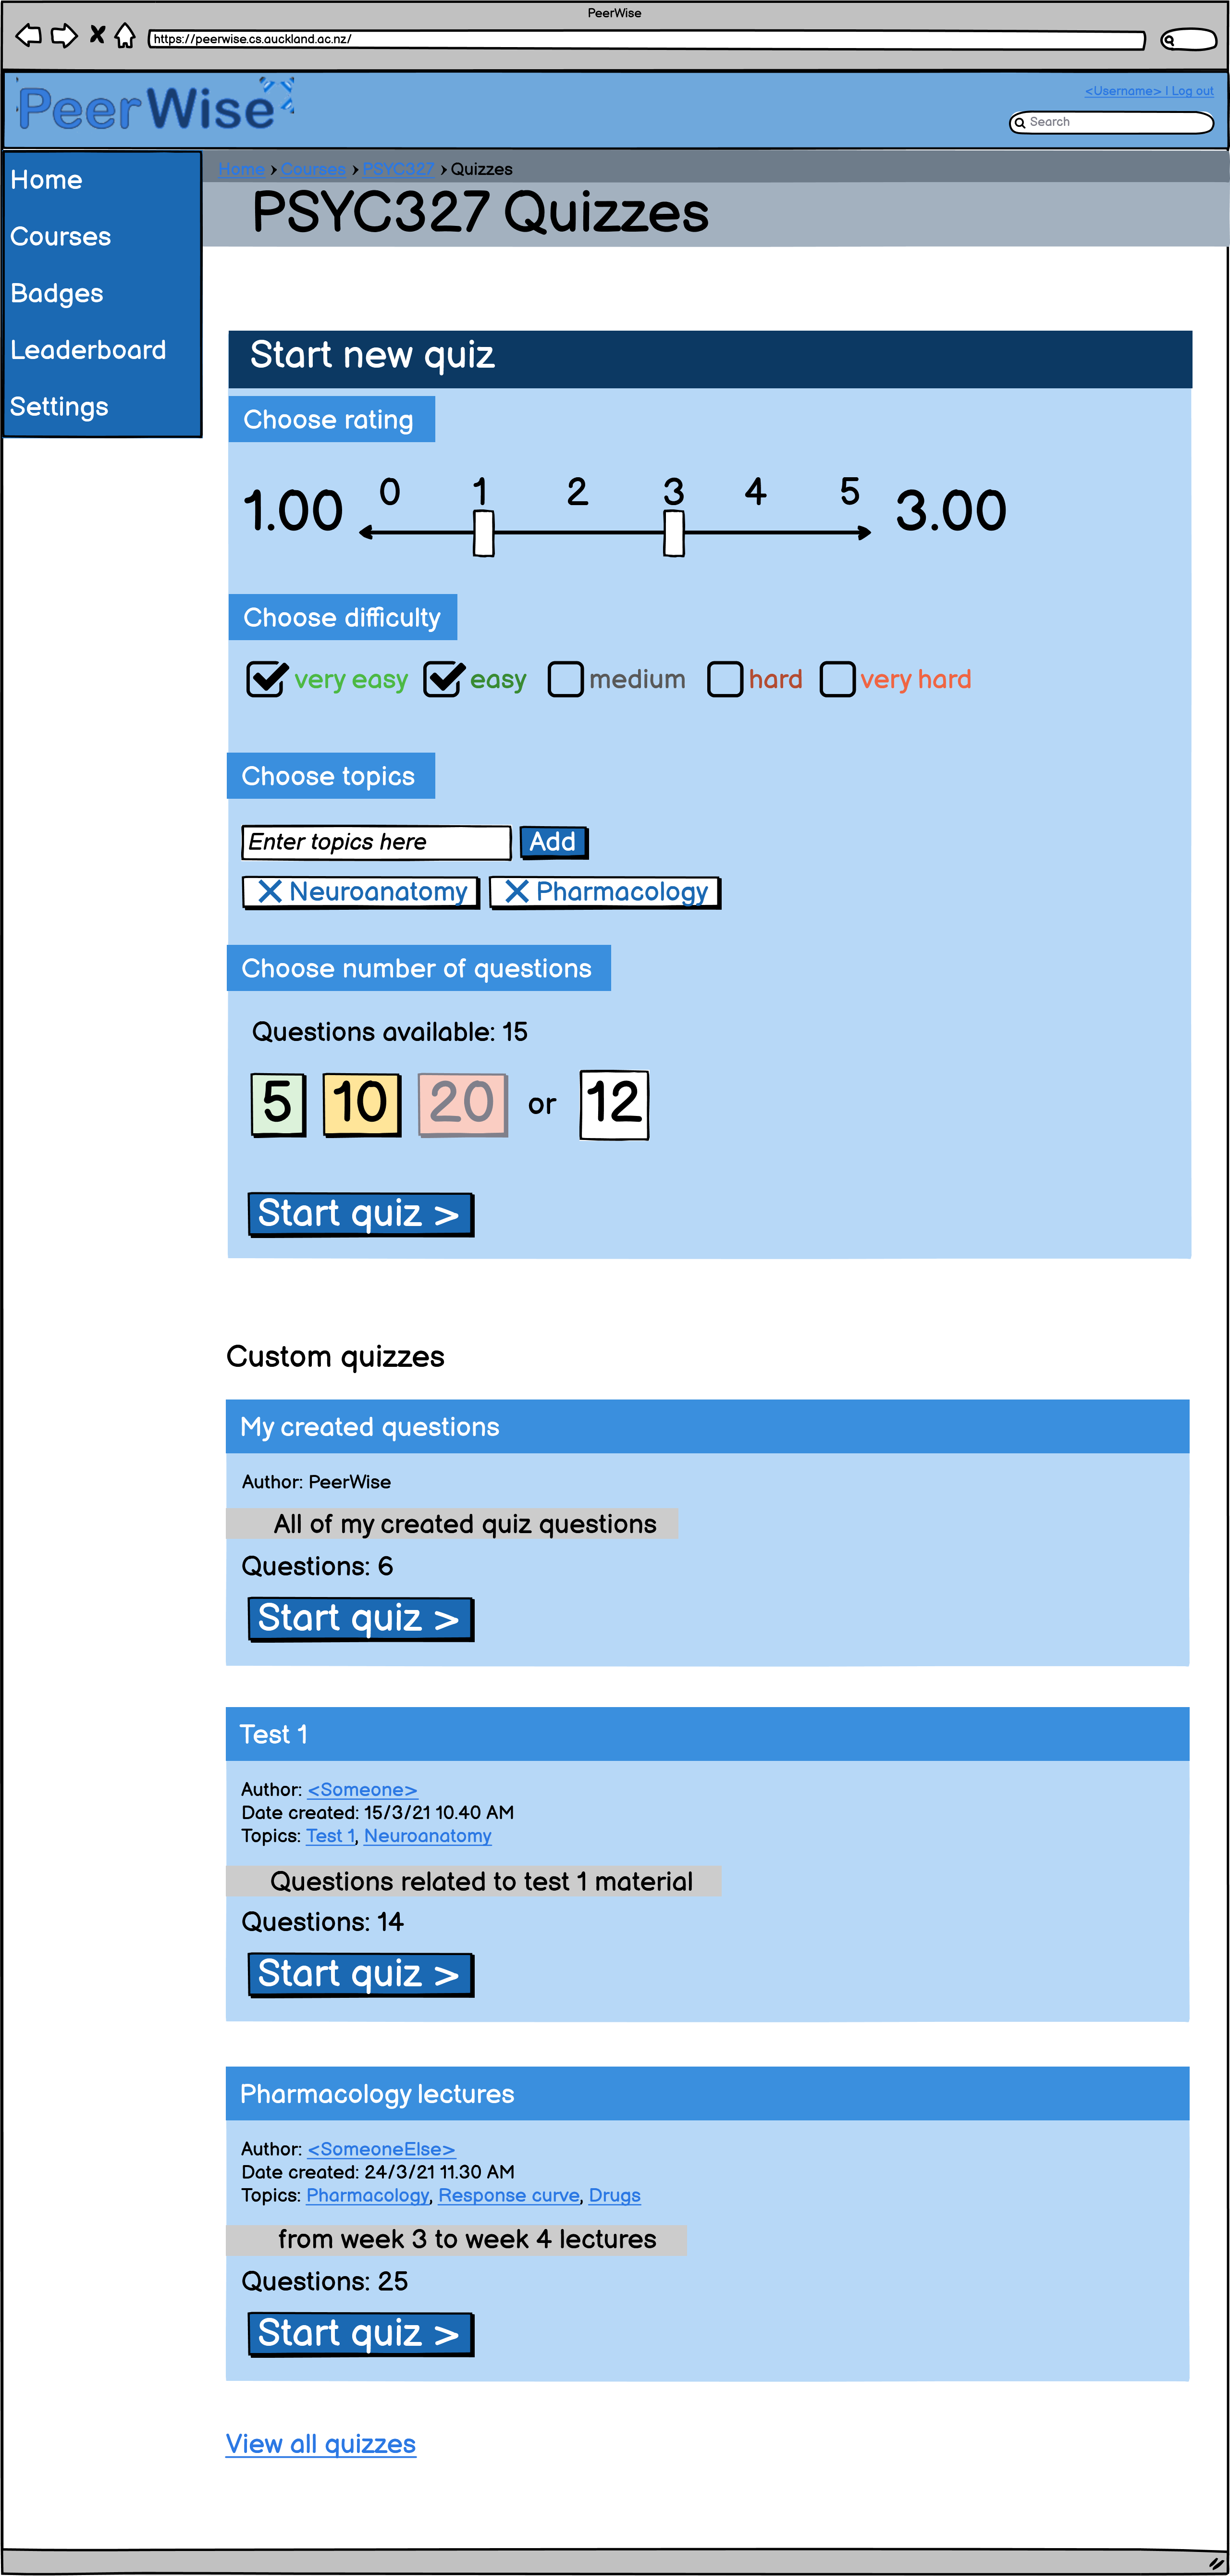 PeerWise
https://peerwise.cs.auckland.ac.nz/
PeerWise
<Username> | Log out
Search
Home
Courses
Badges
Leaderboard
Settings
Home > Courses > PSYC327 > Quizzes
PSYC327 Quizzes
Start new quiz
Choose rating
1.00 0 1 2 3 4 5 3.00
Choose difficulty
very easy easy medium hard very hard
Choose topics
Enter topics here Add
Neuroanatomy Pharmacology
Choose number of questions
Questions available: 15
5 10 20 or 12
Start quiz >
Custom quizzes
My created questions
Author: PeerWise
All of my created quiz questions
Questions: 6
Start quiz >
Test 1
Author: <Someone>
Date created: 15/3/21 10.40 AM
Topics: Test 1, Neuroanatomy
Questions related to test 1 material
Questions: 14
Start quiz >
Pharmacology lectures
Author: <SomeoneElse>
Date created: 24/3/21 11.30 AM
Topics: Pharmacology, Response curve, Drugs
from week 3 to week 4 lectures
Questions: 25
Start quiz >
View all quizzes